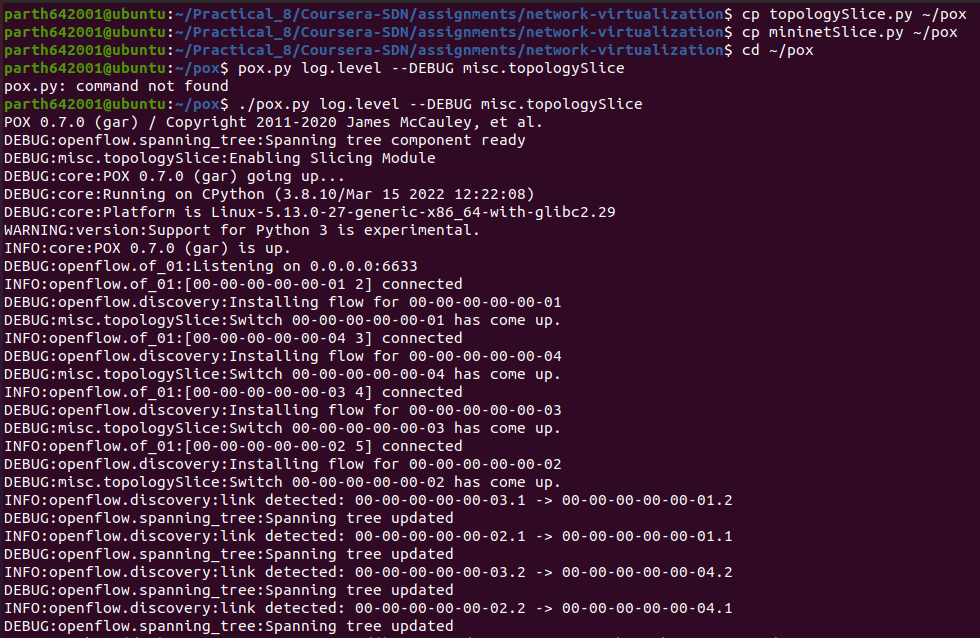 parth642001@ubuntu:~/Practical_8/Coursera-SDN/assignments/network-virtualization$ cp topologySlice.py ~/pox
parth642001@ubuntu:~/Practical_8/Coursera-SDN/assignments/network-virtualization$ cp mininetSlice.py ~/pox
parth642001@ubuntu:~/Practical_8/Coursera-SDN/assignments/network-virtualization$ cd ~/pox
parth642001@ubuntu:~/pox$ pox.py log.level --DEBUG misc.topologySlice
pox.py: command not found
parth642001@ubuntu:~/pox$ ./pox.py log.level --DEBUG misc.topologySlice
POX 0.7.0 (gar) / Copyright 2011-2020 James McCauley, et al.
DEBUG:openflow.spanning_tree:Spanning tree component ready
DEBUG:misc.topologySlice:Enabling Slicing Module
DEBUG:core:POX 0.7.0 (gar) going up...
DEBUG:core:Running on CPython (3.8.10/Mar 15 2022 12:22:08)
DEBUG:core:Platform is Linux-5.13.0-27-generic-x86_64-with-glibc2.29
WARNING:version:Support for Python 3 is experimental.
INFO:core:POX 0.7.0 (gar) is up.
DEBUG:openflow.of_01:Listening on 0.0.0.0:6633
INFO:openflow.of_01:[00-00-00-00-00-01 2] connected
DEBUG:openflow.discovery:Installing flow for 00-00-00-00-00-01
DEBUG:misc.topologySlice:Switch 00-00-00-00-00-01 has come up.
INFO:openflow.of_01:[00-00-00-00-00-04 3] connected
DEBUG:openflow.discovery:Installing flow for 00-00-00-00-00-04
DEBUG:misc.topologySlice:Switch 00-00-00-00-00-04 has come up.
INFO:openflow.of_01:[00-00-00-00-00-03 4] connected
DEBUG:openflow.discovery:Installing flow for 00-00-00-00-00-03
DEBUG:misc.topologySlice:Switch 00-00-00-00-00-03 has come up.
INFO:openflow.of_01:[00-00-00-00-00-02 5] connected
DEBUG:openflow.discovery:Installing flow for 00-00-00-00-00-02
DEBUG:misc.topologySlice:Switch 00-00-00-00-00-02 has come up.
INFO:openflow.discovery:link detected: 00-00-00-00-00-03.1 -> 00-00-00-00-00-01.2
DEBUG:openflow.spanning_tree:Spanning tree updated
INFO:openflow.discovery:link detected: 00-00-00-00-00-02.1 -> 00-00-00-00-00-01.1
DEBUG:openflow.spanning_tree:Spanning tree updated
INFO:openflow.discovery:link detected: 00-00-00-00-00-03.2 -> 00-00-00-00-00-04.2
DEBUG:openflow.spanning_tree:Spanning tree updated
INFO:openflow.discovery:link detected: 00-00-00-00-00-02.2 -> 00-00-00-00-00-04.1
DEBUG:openflow.spanning_tree:Spanning tree updated